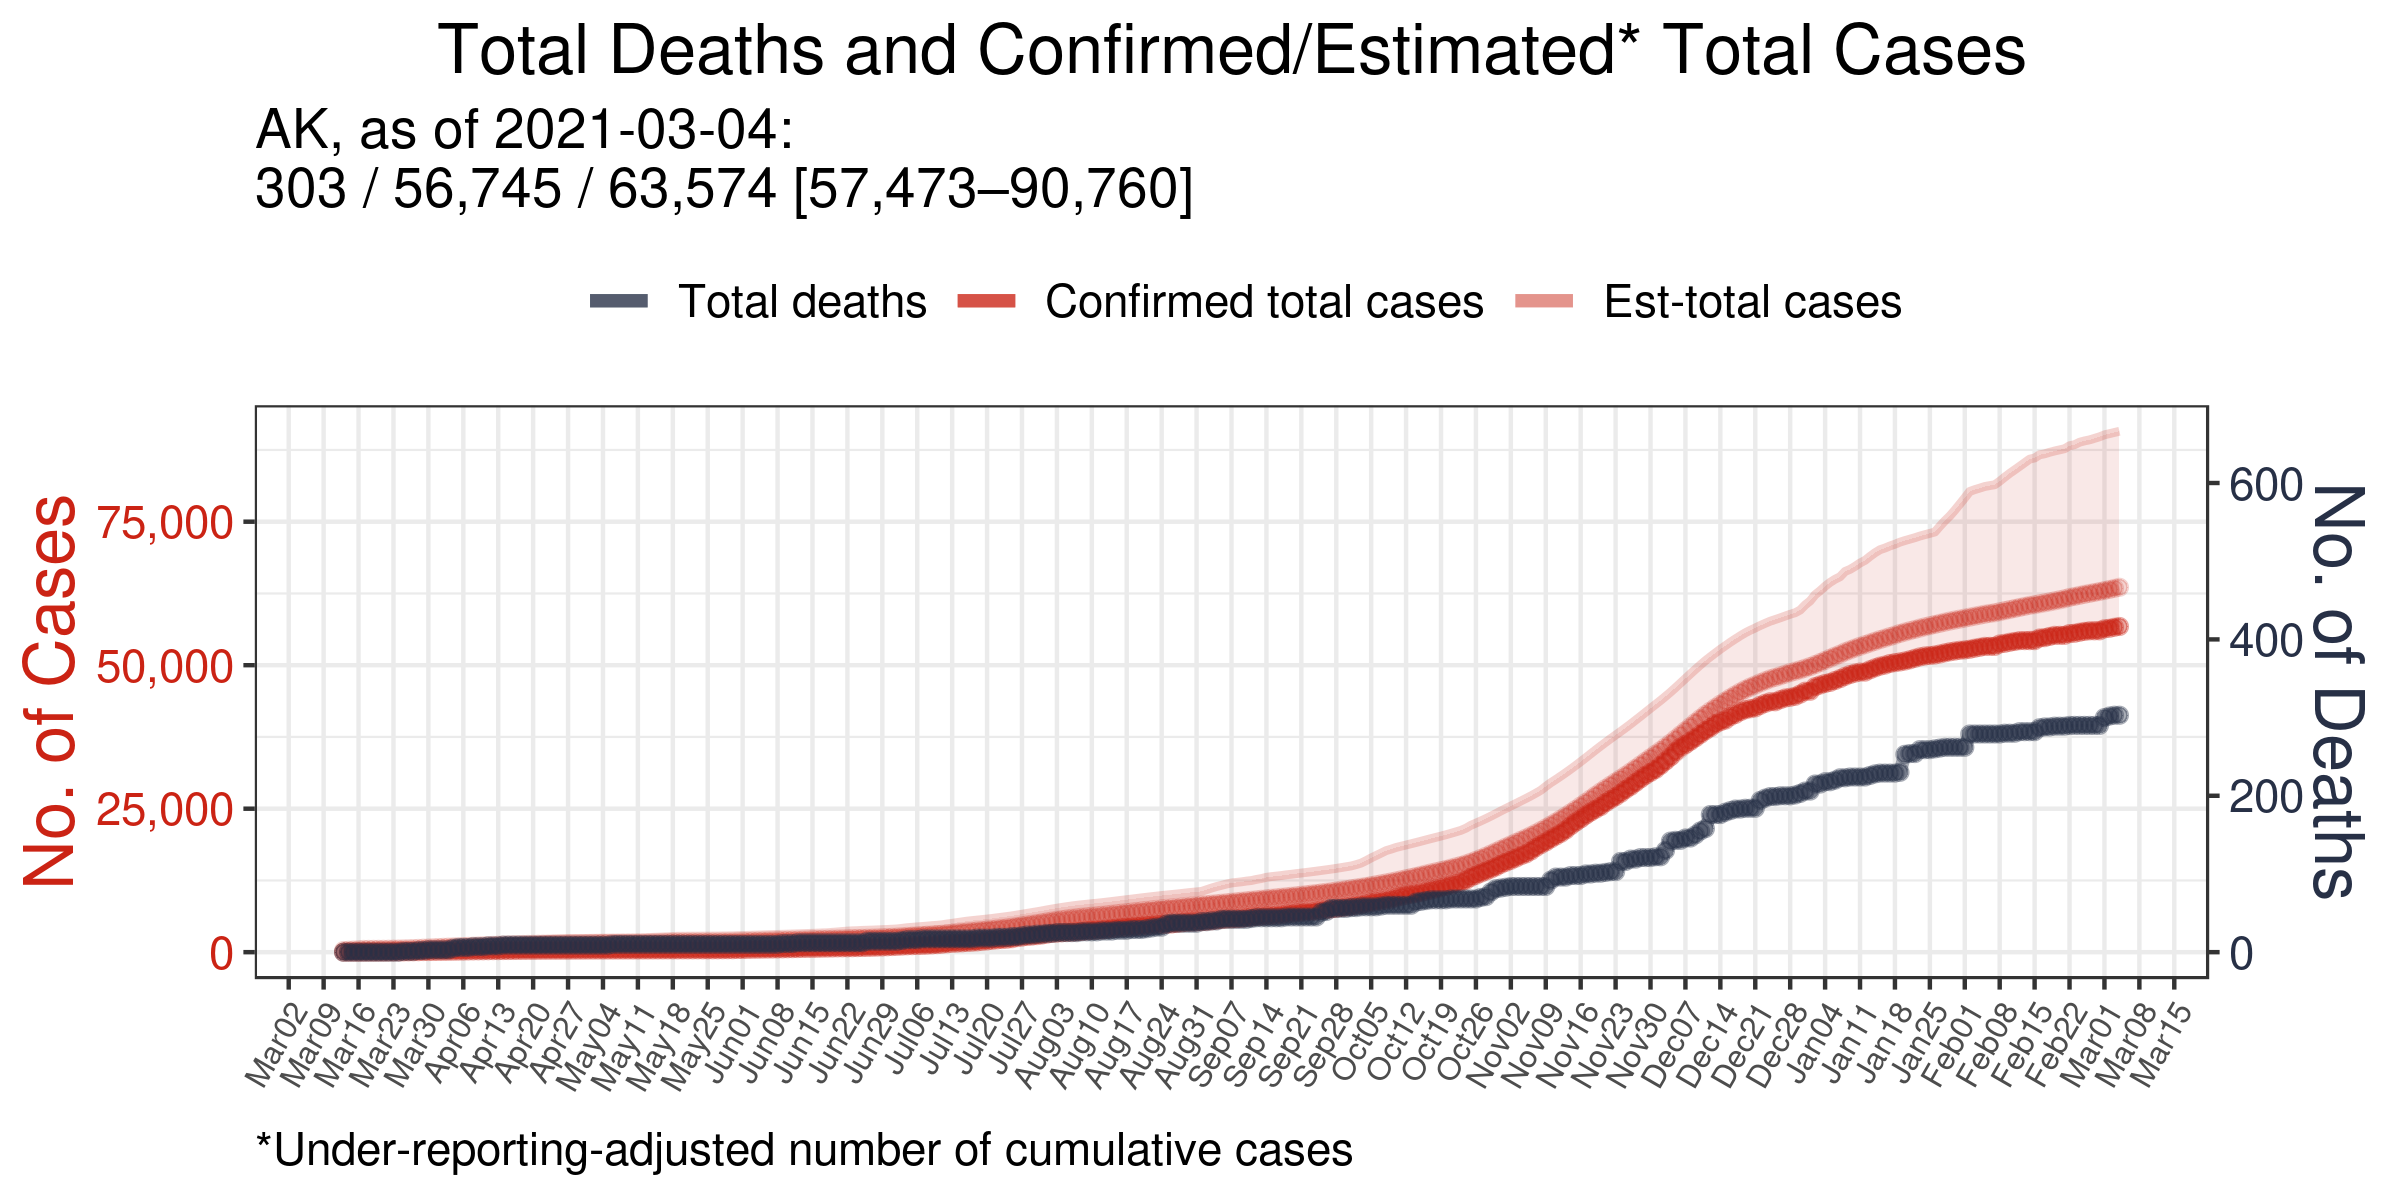 Total Deaths and Confirmed/Estimated* Total Cases
AK, as of 2021-03-04:
303 / 56,745 / 63,574 [57,473–90,760]
Total deaths
Confirmed total cases
Est-total cases
No. of Cases
75,000
50,000
25,000
0
600
400
200
0
No. of Deaths
Mar02
Mar09
Mar16
Mar23
Mar30
Apr06
Apr13
Apr20
Apr27
May04
May11
May18
May25
Jun01
Jun08
Jun15
Jun22
Jun29
Jul06
Jul13
Jul20
Jul27
Aug03
Aug10
Aug17
Aug24
Aug31
Sep07
Sep14
Sep21
Sep28
Oct05
Oct12
Oct19
Oct26
Nov02
Nov09
Nov16
Nov23
Nov30
Dec07
Dec14
Dec21
Dec28
Jan04
Jan11
Jan18
Jan25
Feb01
Feb08
Feb15
Feb22
Mar01
Mar08
Mar15
*Under-reporting-adjusted number of cumulative cases